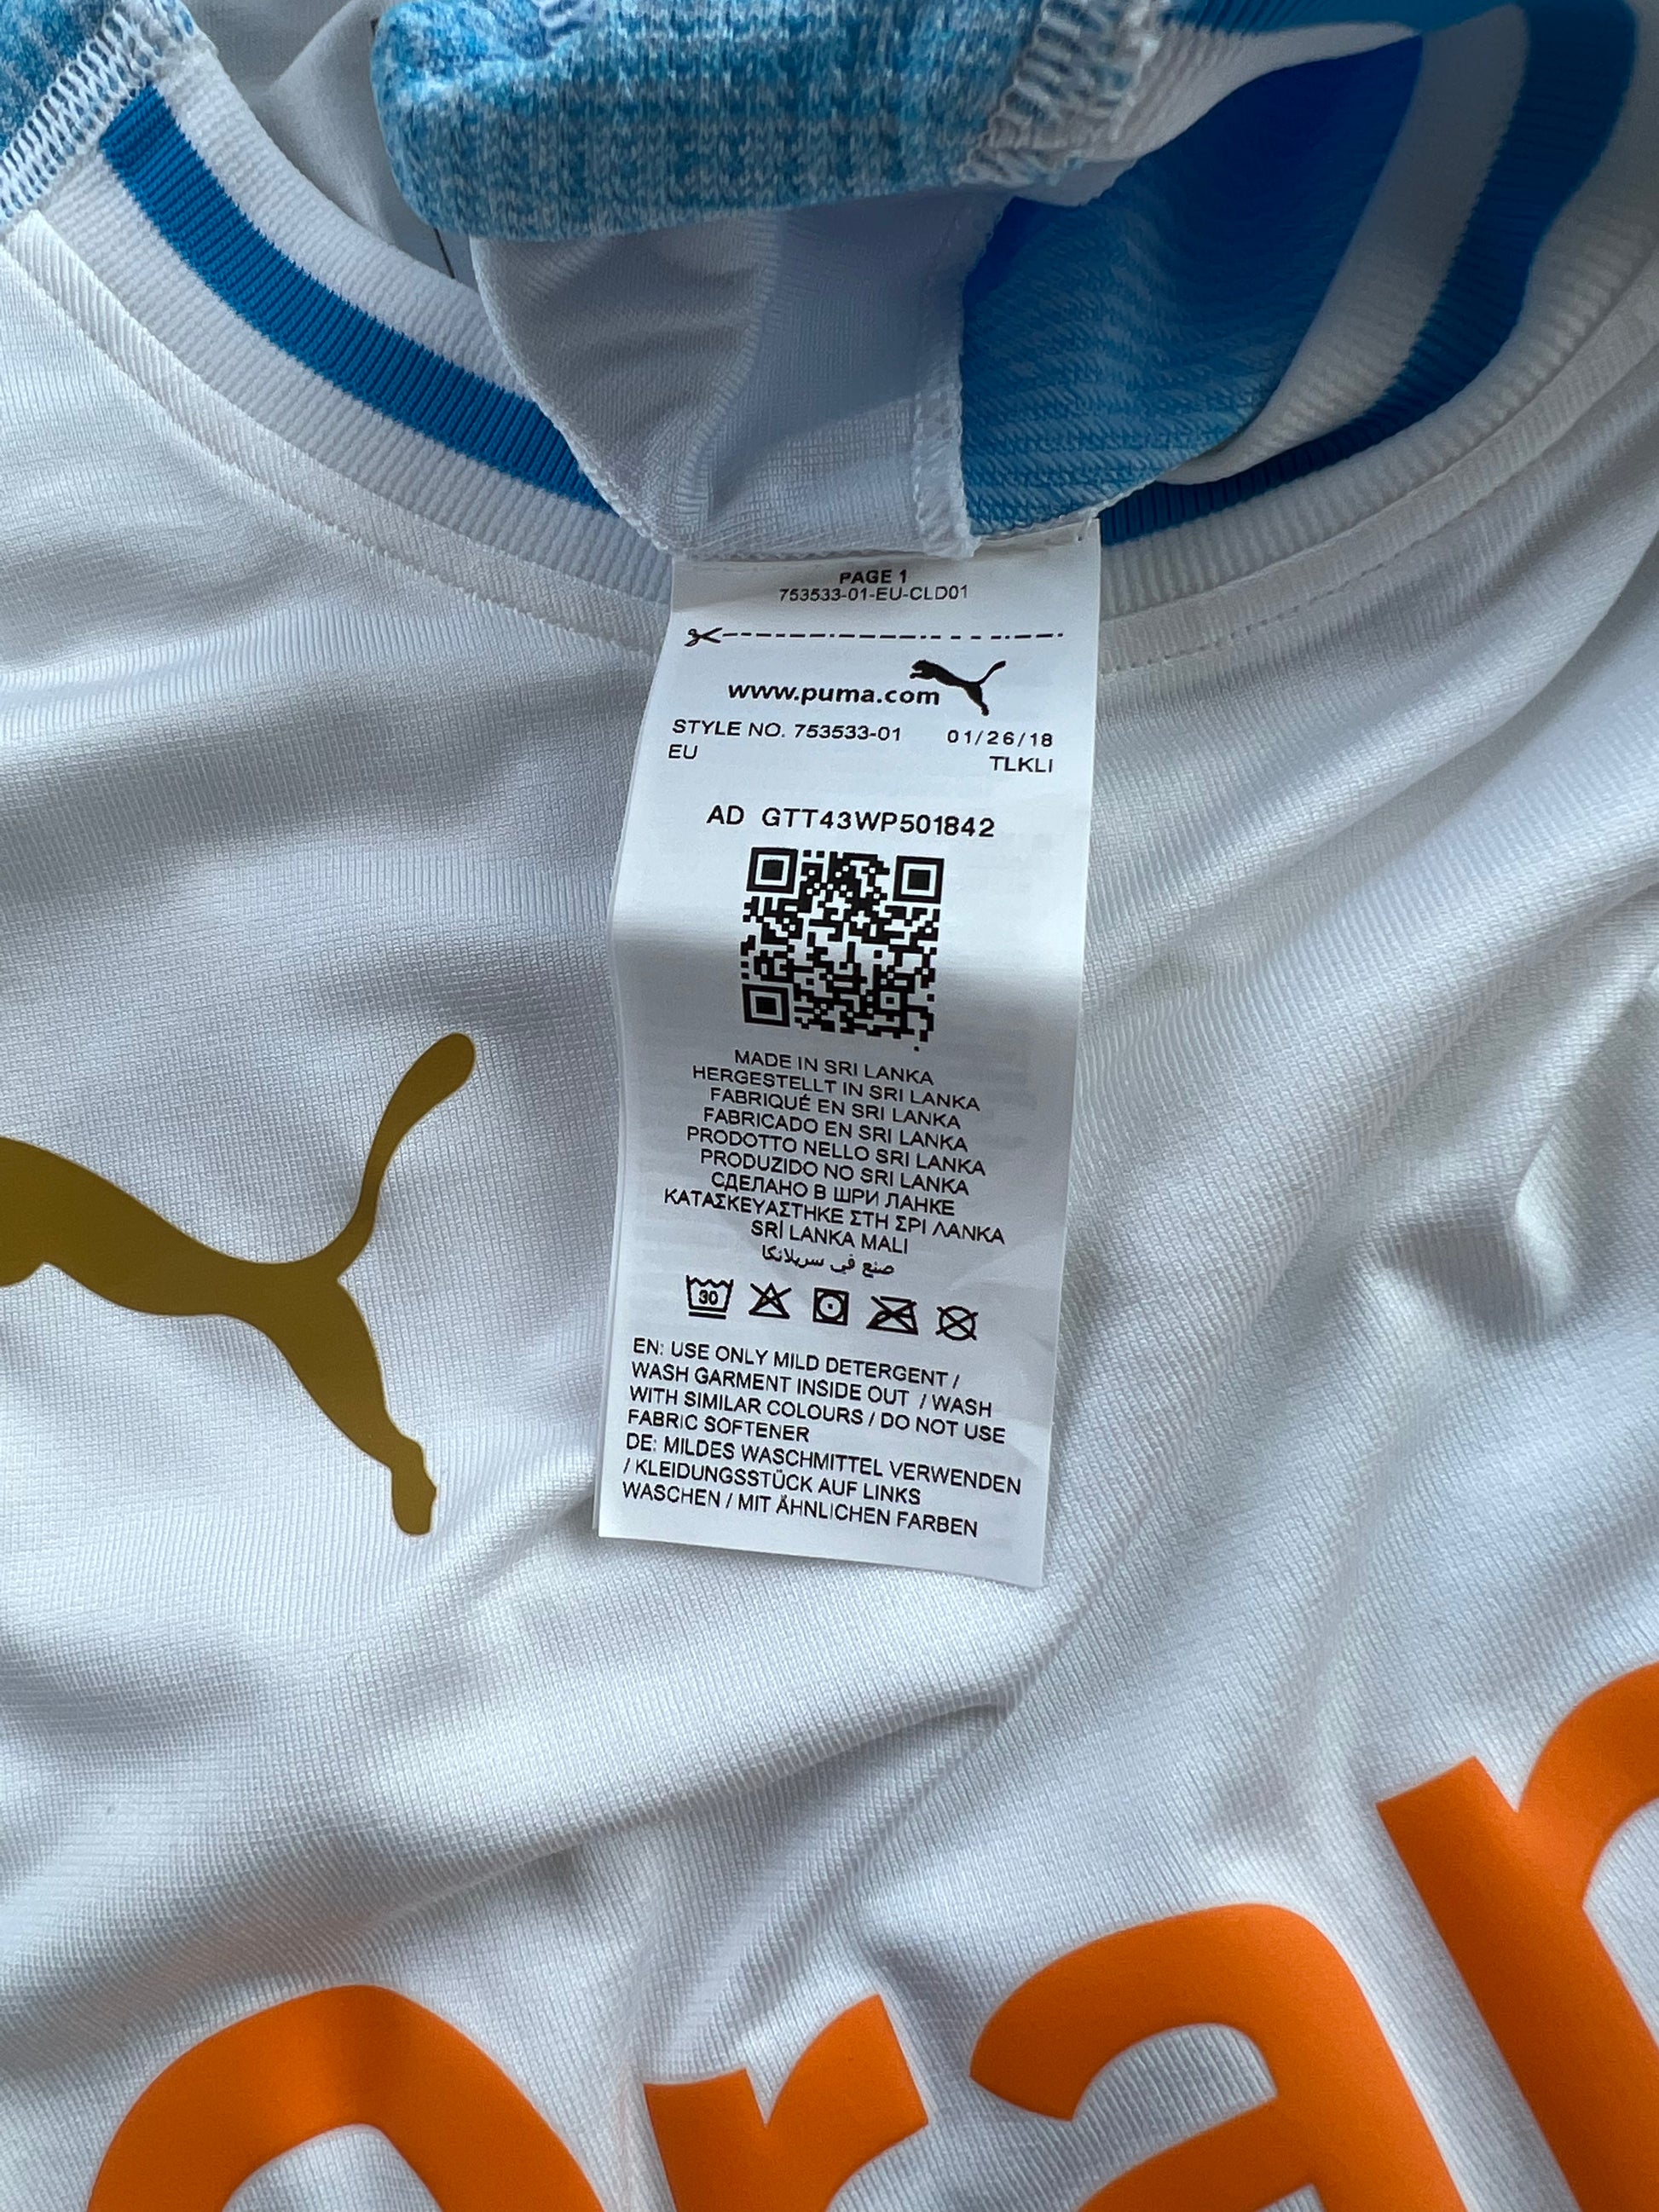 PAGE 1
753533-01-EU-CLD01
www.puma.com
STYLE NO. 753533-01 01/26/18
EU TLKLI
AD GTT43WP501842
MADE IN SRI LANKA
HERGESTELLT IN SRI LANKA
FABRIQUÉ EN SRI LANKA
FABRICADO EN SRI LANKA
PRODOTTO NELLO SRI LANKA
PRODUZIDO NO SRI LANKA
СДЕЛАНО В ШРИ ЛАНКЕ
ΚΑΤΑΣΚΕΥΑΣΤΗΚΕ ΣΤΗ ΣΡΙ ΛΑΝΚΑ
SRİ LANKA MALI
صنع في سريلانكا
30
EN: USE ONLY MILD DETERGENT /
WASH GARMENT INSIDE OUT / WASH
WITH SIMILAR COLOURS / DO NOT USE
FABRIC SOFTENER
DE: MILDES WASCHMITTEL VERWENDEN
/ KLEIDUNGSSTÜCK AUF LINKS
WASCHEN / MIT ÄHNLICHEN FARBEN
oran